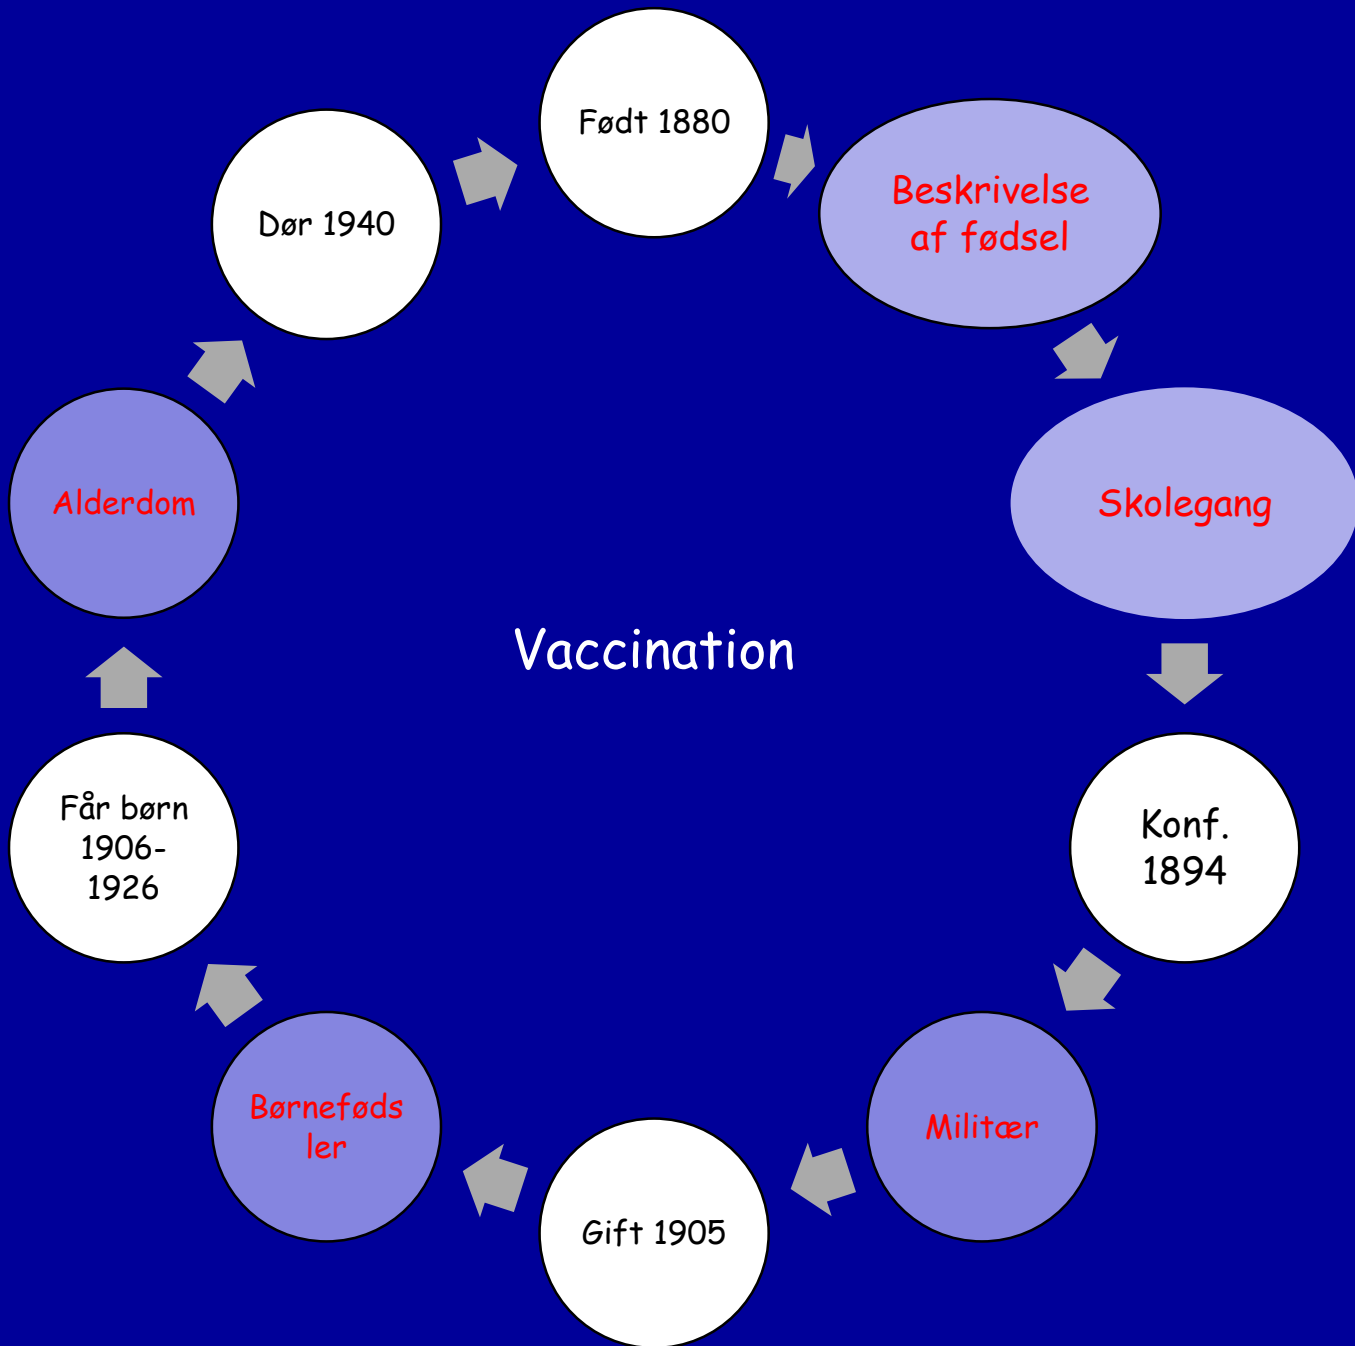 Født 1880
Beskrivelse
af fødsel
Skolegang
Konf.
1894
Militær
Gift 1905
Børneføds
ler
Får børn
1906-
1926
Alderdom
Dør 1940
Vaccination